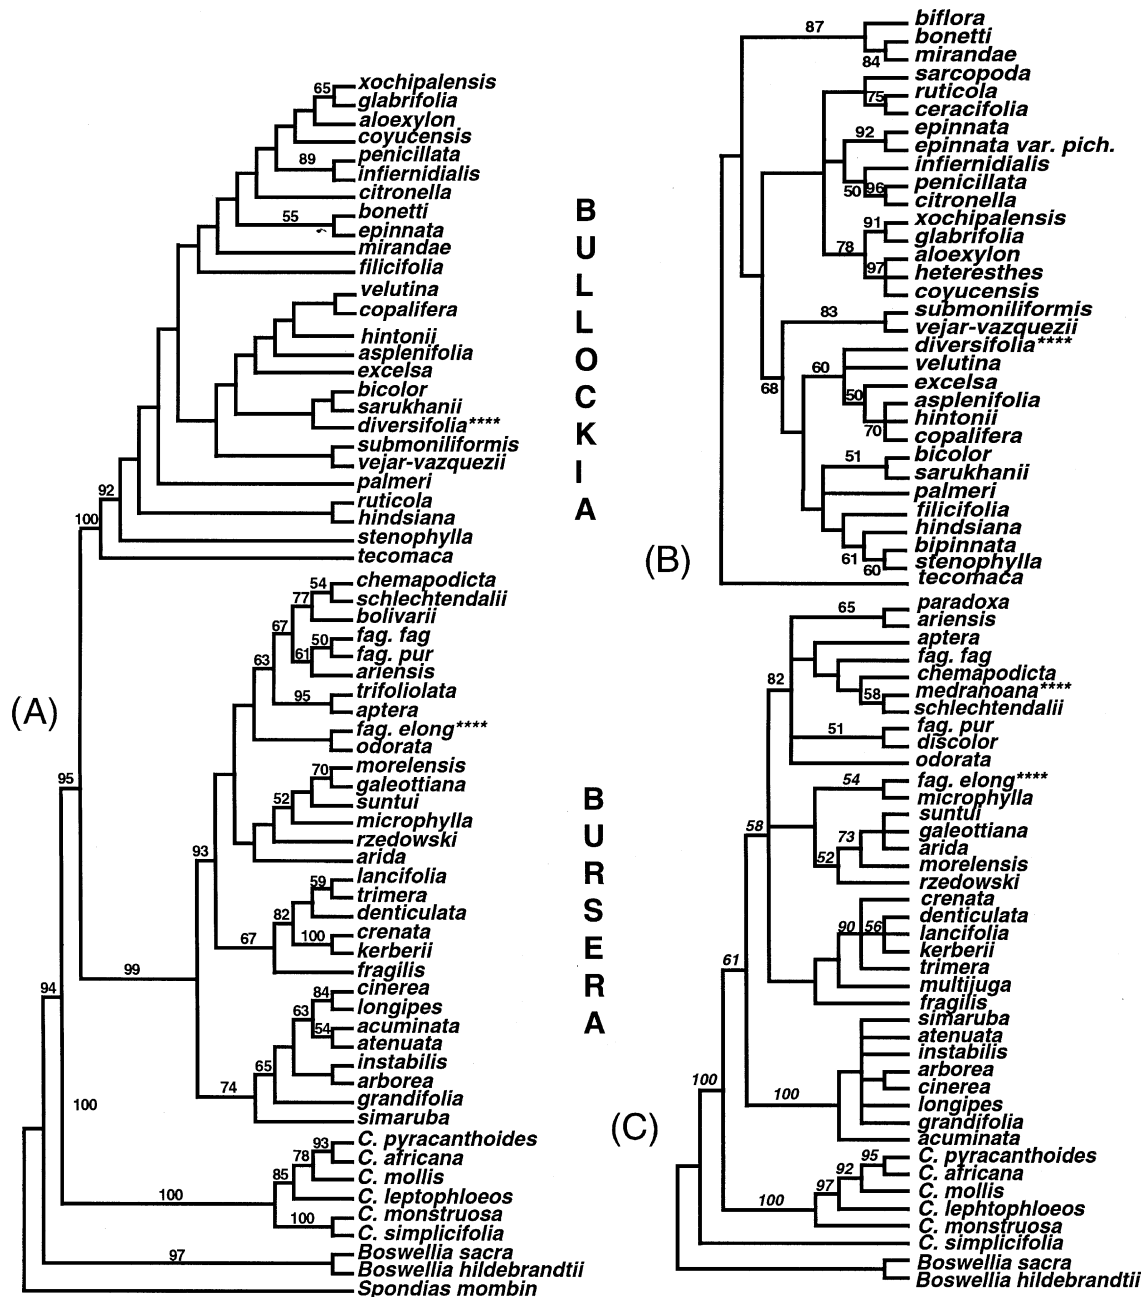 65
xochipalensis
glabrifolia
aloexylon
coyucensis
89
penicillata
infiernidialis
citronella
55
bonetti
epinnata
mirandae
filicifolia
velutina
copalifera
hintonii
asplenifolia
excelsa
bicolor
sarukhanii
diversifolia****
submoniliformis
vejar-vazquezii
palmeri
92
ruticola
hindsiana
100
stenophylla
tecomaca
54
chemapodicta
schlechtendalii
77
bolivarii
67
50
fag. fag
fag. pur
61
ariensis
63
95
trifoliolata
aptera
(A)
fag. elong****
odorata
95
70
morelensis
galeottiana
52
suntui
microphylla
rzedowski
93
arida
59
lancifolia
trimera
82
denticulata
67
100
crenata
kerberii
99
fragilis
94
84
cinerea
longipes
63
54
acuminata
atenuata
65
instabilis
arborea
74
grandifolia
100
simaruba
93
C. pyracanthoides
78
C. africana
85
C. mollis
100
C. leptophloeos
100
C. monstruosa
C. simplicifolia
97
Boswellia sacra
Boswellia hildebrandtii
Spondias mombin
B
U
L
L
O
C
K
I
A
B
U
R
S
E
R
A
87
biflora
bonetti
84
mirandae
sarcopoda
75
ruticola
ceracifolia
92
epinnata
epinnata var. pich.
infiernidialis
50
96
penicillata
citronella
91
xochipalensis
glabrifolia
78
97
aloexylon
heteresthes
coyucensis
83
submoniliformis
vejar-vazquezii
68
60
diversifolia****
velutina
50
excelsa
asplenifolia
hintonii
70
copalifera
51
bicolor
sarukhanii
palmeri
filicifolia
hindsiana
(B)
61
bipinnata
60
stenophylla
tecomaca
65
paradoxa
ariensis
aptera
fag. fag
82
chemapodicta
58
medranoana****
schlechtendalii
51
fag. pur
discolor
odorata
54
fag. elong****
microphylla
58
suntui
73
galeottiana
arida
52
morelensis
rzedowski
crenata
90
56
denticulata
lancifolia
kerberii
61
trimera
multijuga
fragilis
simaruba
atenuata
instabilis
arborea
100
cinerea
100
longipes
grandifolia
(C)
acuminata
95
C. pyracanthoides
92
C. africana
97
C. mollis
100
C. lephtophloeos
C. monstruosa
C. simplicifolia
Boswellia sacra
Boswellia hildebrandtii